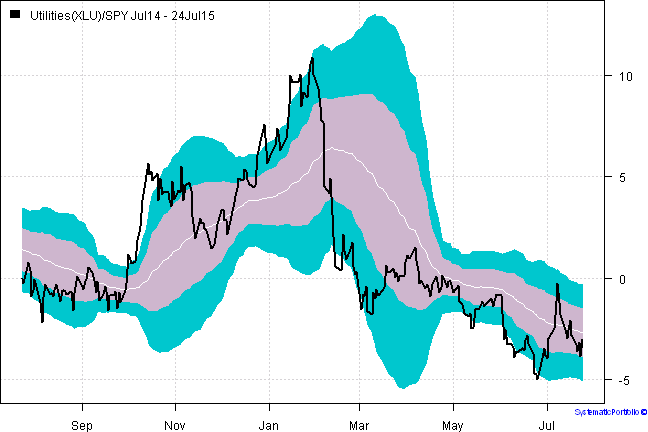 Utilities(XLU)/SPY Jul14 - 24Jul15
10
5
0
-5
Sep Nov Jan Mar May Jul
SystematicPortfolio ©